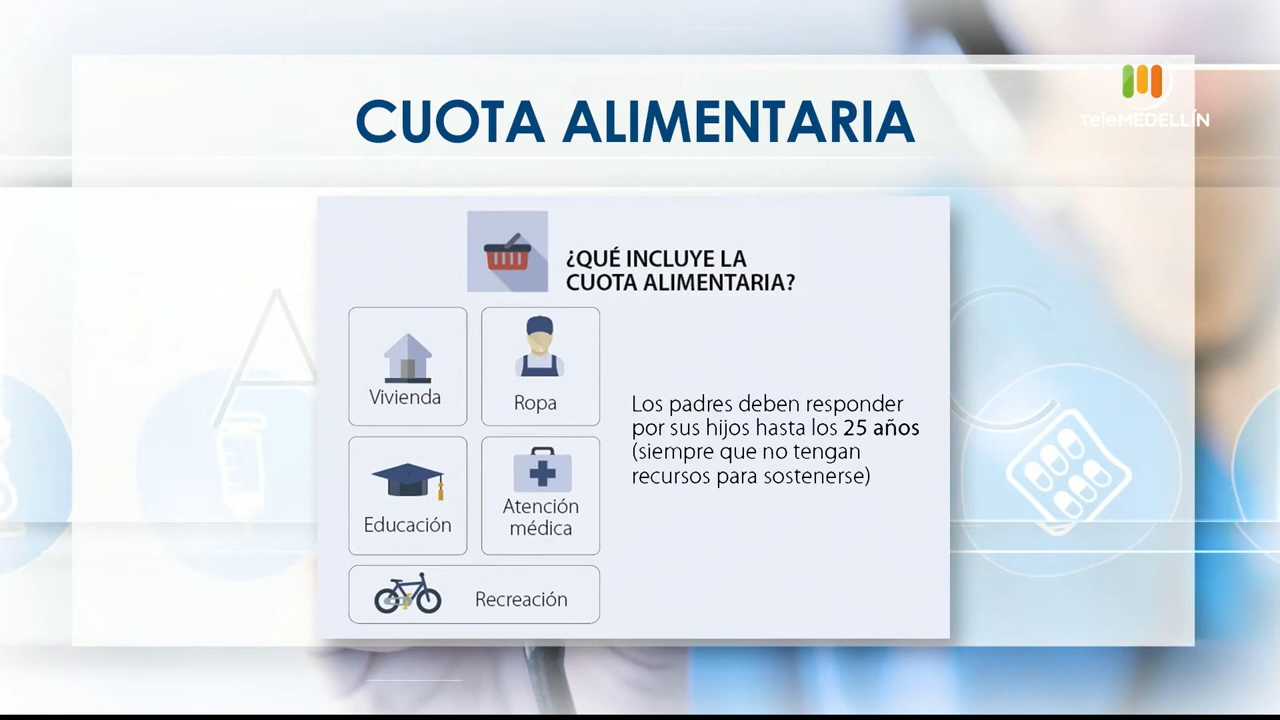 CUOTA ALIMENTARIA
TeleMEDELLÍN
¿QUÉ INCLUYE LA
CUOTA ALIMENTARIA?
Vivienda
Ropa
Educación
Atención
médica
Recreación
Los padres deben responder
por sus hijos hasta los 25 años
(siempre que no tengan
recursos para sostenerse)
A
C